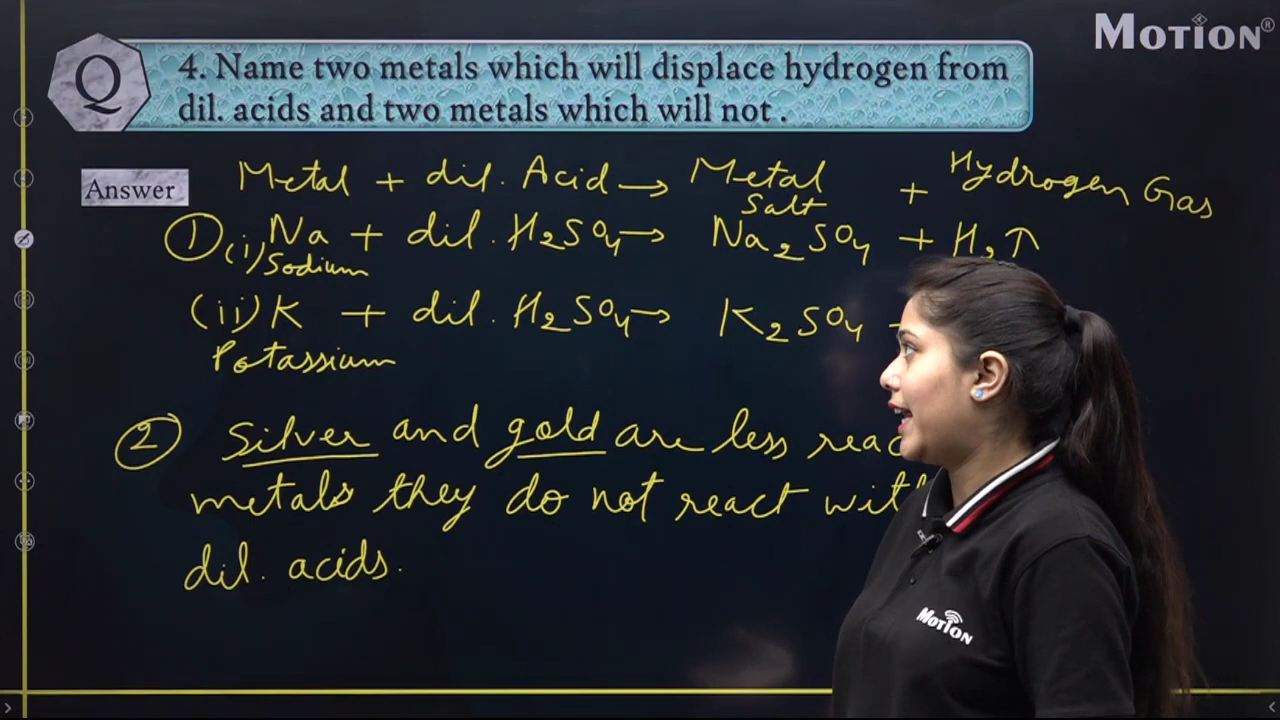 MOTION®
Q
4. Name two metals which will displace hydrogen from
dil. acids and two metals which will not .
Answer
Metal + dil. Acid → Metal Salt + Hydrogen Gas
① (i) Na + dil. H₂SO₄ → Na₂SO₄ + H₂↑
Sodium
(ii) K + dil. H₂SO₄ → K₂SO₄
Potassium
② Silver and gold are less
metals they do not react
dil. acids.
MOTION